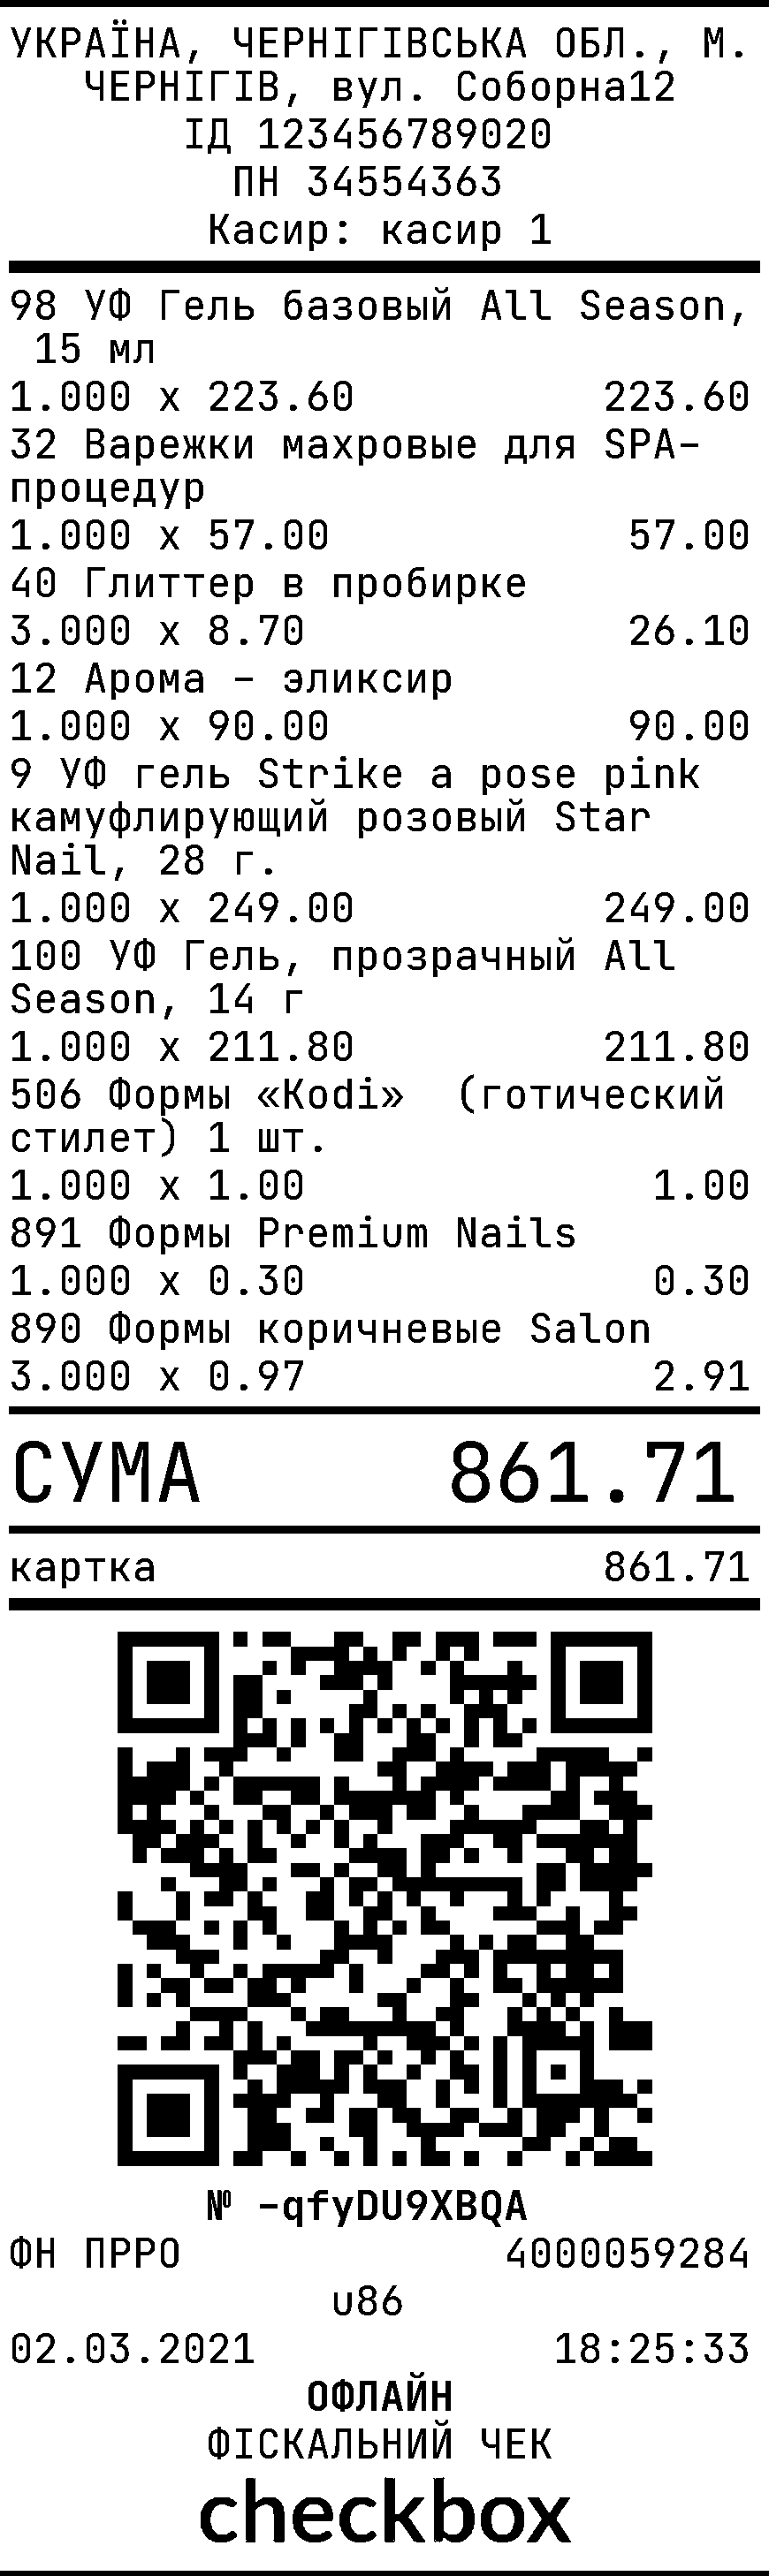 УКРАЇНА, ЧЕРНІГІВСЬКА ОБЛ., М.
ЧЕРНІГІВ, вул. Соборна12
ІД 123456789020
ПН 34554363
Касир: касир 1
98 УФ Гель базовый All Season,
15 мл
1.000 x 223.60 223.60
32 Варежки махровые для SPA-
процедур
1.000 x 57.00 57.00
40 Глиттер в пробирке
3.000 x 8.70 26.10
12 Арома - эликсир
1.000 x 90.00 90.00
9 УФ гель Strike a pose pink
камуфлирующий розовый Star
Nail, 28 г.
1.000 x 249.00 249.00
100 УФ Гель, прозрачный All
Season, 14 г
1.000 x 211.80 211.80
506 Формы «Kodi»  (готический
стилет) 1 шт.
1.000 x 1.00 1.00
891 Формы Premium Nails
1.000 x 0.30 0.30
890 Формы коричневые Salon
3.000 x 0.97 2.91
СУМА 861.71
картка 861.71
№ -qfyDU9XBQA
ФН ПРРО 4000059284
u86
02.03.2021 18:25:33
ОФЛАЙН
ФІСКАЛЬНИЙ ЧЕК
checkbox